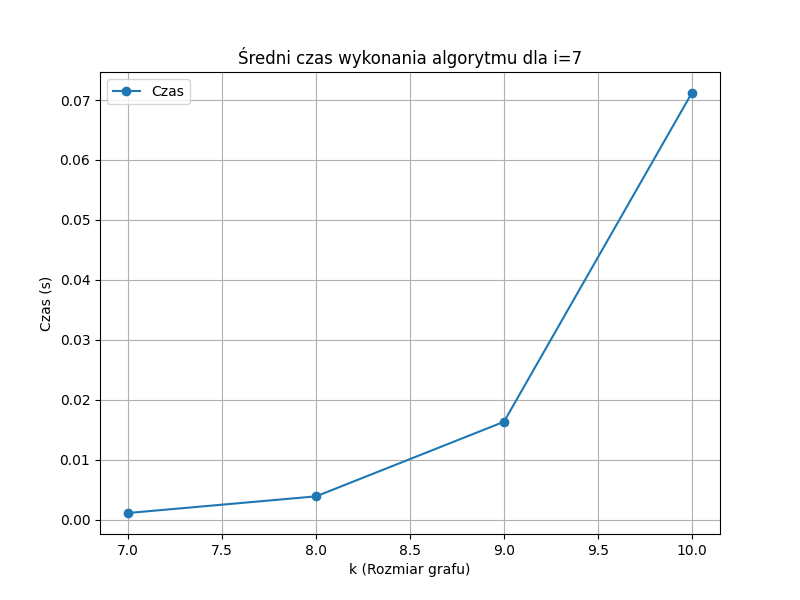 Średni czas wykonania algorytmu dla i=7
Czas
0.07
0.06
0.05
0.04
0.03
0.02
0.01
0.00
Czas (s)
7.0 7.5 8.0 8.5 9.0 9.5 10.0
k (Rozmiar grafu)